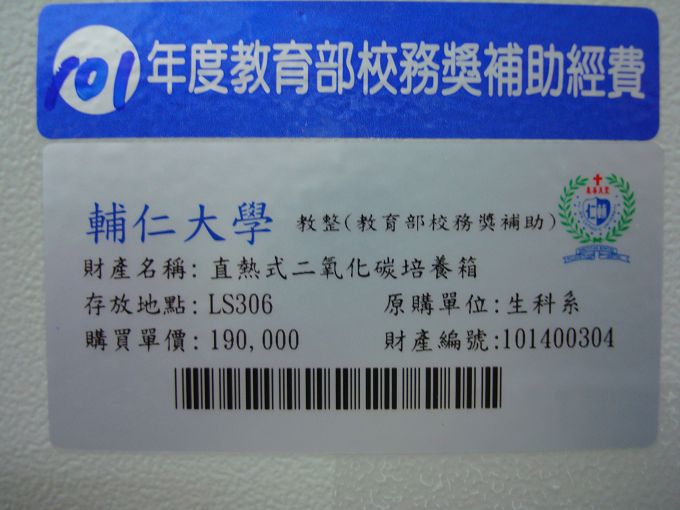 101年度教育部校務獎補助經費
輔仁大學 教整(教育部校務獎補助)
財產名稱: 直熱式二氧化碳培養箱
存放地點: LS306 原購單位:生科系
購買單價: 190,000 財產編號:101400304